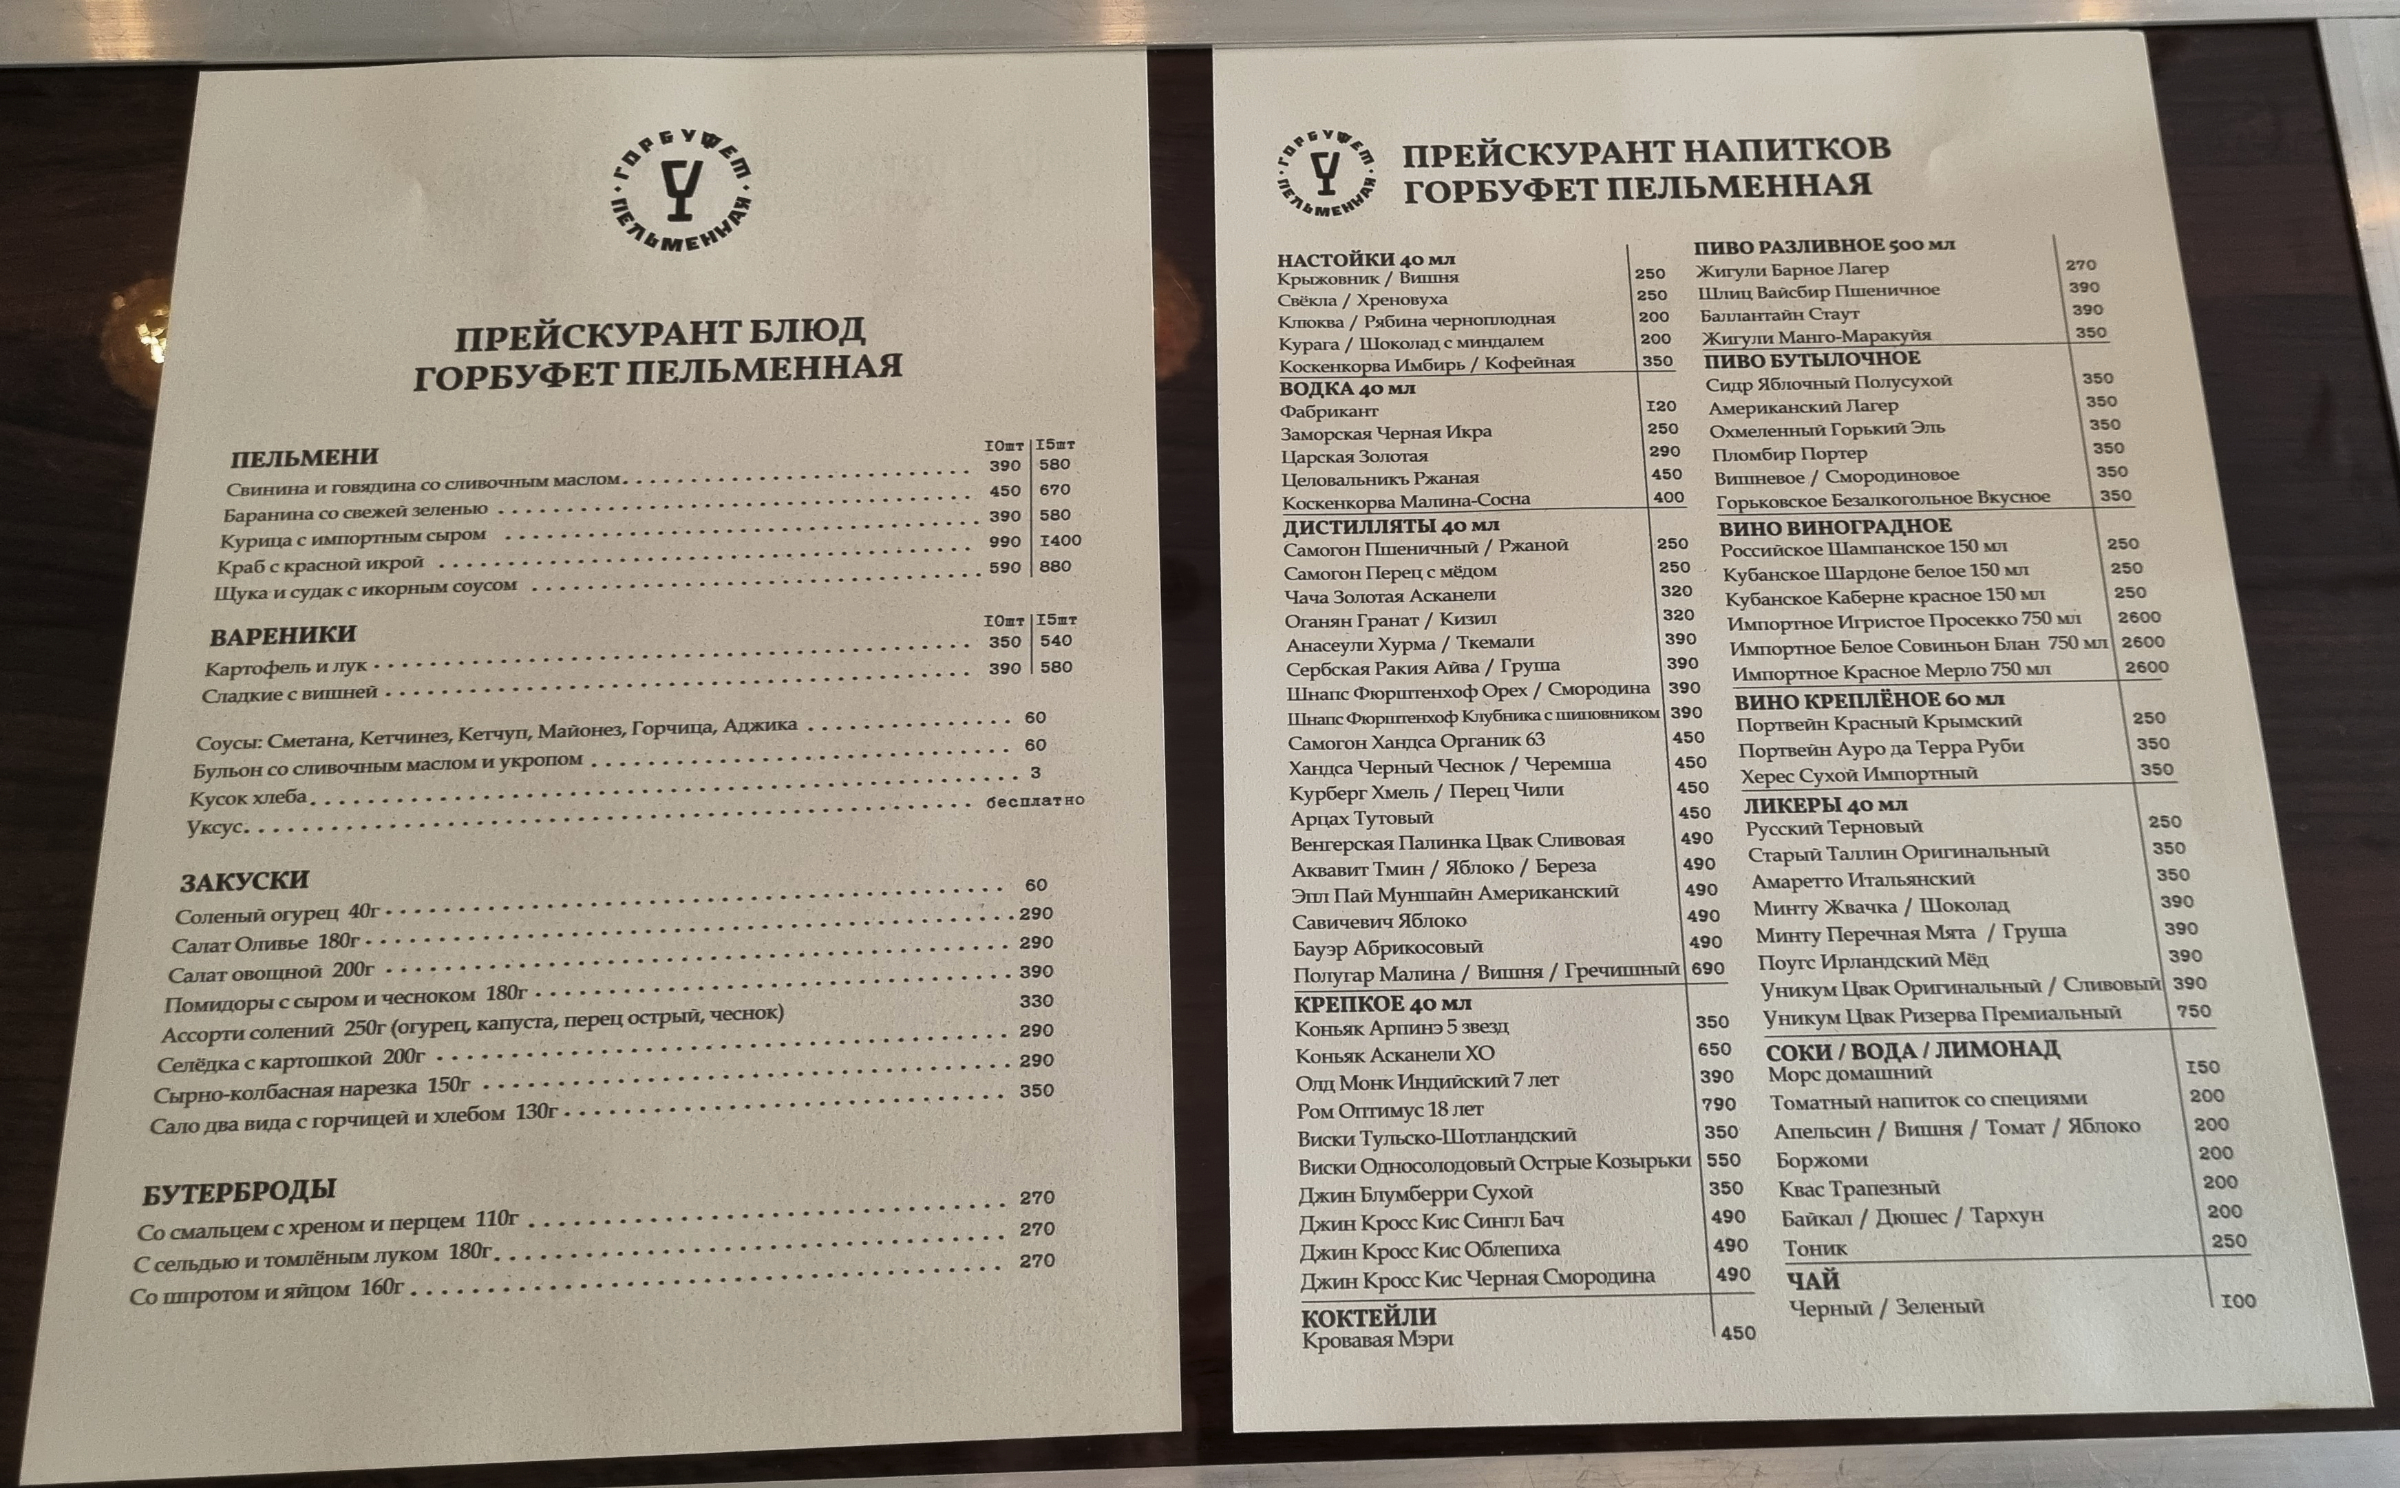 ГОРБУФЕТ · ПЕЛЬМЕННАЯ ·
ПРЕЙСКУРАНТ БЛЮД
ГОРБУФЕТ ПЕЛЬМЕННАЯ
ПЕЛЬМЕНИ 10шт 15шт
Свинина и говядина со сливочным маслом 390 580
Баранина со свежей зеленью 450 670
Курица с импортным сыром 390 580
Краб с красной икрой 990 1400
Щука и судак с икорным соусом 590 880
ВАРЕНИКИ 10шт 15шт
Картофель и лук 350 540
Сладкие с вишней 390 580
Соусы: Сметана, Кетчинез, Кетчуп, Майонез, Горчица, Аджика 60
Бульон со сливочным маслом и укропом 60
Кусок хлеба 3
Уксус бесплатно
ЗАКУСКИ
Соленый огурец 40г 60
Салат Оливье 180г 290
Салат овощной 200г 290
Помидоры с сыром и чесноком 180г 390
Ассорти солений 250г (огурец, капуста, перец острый, чеснок) 330
Селёдка с картошкой 200г 290
Сырно-колбасная нарезка 150г 290
Сало два вида с горчицей и хлебом 130г 350
БУТЕРБРОДЫ
Со смальцем с хреном и перцем 110г 270
С сельдью и томлёным луком 180г 270
Со шпротом и яйцом 160г 270
ГОРБУФЕТ · ПЕЛЬМЕННАЯ ·
ПРЕЙСКУРАНТ НАПИТКОВ
ГОРБУФЕТ ПЕЛЬМЕННАЯ
НАСТОЙКИ 40 мл
Крыжовник / Вишня 250
Свёкла / Хреновуха 250
Клюква / Рябина черноплодная 200
Курага / Шоколад с миндалем 200
Коскенкорва Имбирь / Кофейная 350
ВОДКА 40 мл
Фабрикант 120
Заморская Черная Икра 250
Царская Золотая 290
Целовальникъ Ржаная 450
Коскенкорва Малина-Сосна 400
ДИСТИЛЛЯТЫ 40 мл
Самогон Пшеничный / Ржаной 250
Самогон Перец с мёдом 250
Чача Золотая Асканели 320
Оганян Гранат / Кизил 320
Анасеули Хурма / Ткемали 390
Сербская Ракия Айва / Груша 390
Шнапс Фюрштенхоф Орех / Смородина 390
Шнапс Фюрштенхоф Клубника с шиповником 390
Самогон Хандса Органик 63 450
Хандса Черный Чеснок / Черемша 450
Курберг Хмель / Перец Чили 450
Арцах Тутовый 450
Венгерская Палинка Цвак Сливовая 490
Аквавит Тмин / Яблоко / Береза 490
Эпл Пай Муншайн Американский 490
Савичевич Яблоко 490
Бауэр Абрикосовый 490
Полугар Малина / Вишня / Гречишный 690
КРЕПКОЕ 40 мл
Коньяк Арпинэ 5 звезд 350
Коньяк Асканели ХО 650
Олд Монк Индийский 7 лет 390
Ром Оптимус 18 лет 790
Виски Тульско-Шотландский 350
Виски Односолодовый Острые Козырьки 550
Джин Блумберри Сухой 350
Джин Кросс Кис Сингл Бач 490
Джин Кросс Кис Облепиха 490
Джин Кросс Кис Черная Смородина 490
КОКТЕЙЛИ
Кровавая Мэри 450
ПИВО РАЗЛИВНОЕ 500 мл
Жигули Барное Лагер 270
Шлиц Вайсбир Пшеничное 390
Баллантайн Стаут 390
Жигули Манго-Маракуйя 350
ПИВО БУТЫЛОЧНОЕ
Сидр Яблочный Полусухой 350
Американский Лагер 350
Охмеленный Горький Эль 350
Пломбир Портер 350
Вишневое / Смородиновое 350
Горьковское Безалкогольное Вкусное 350
ВИНО ВИНОГРАДНОЕ
Российское Шампанское 150 мл 250
Кубанское Шардоне белое 150 мл 250
Кубанское Каберне красное 150 мл 250
Импортное Игристое Просекко 750 мл 2600
Импортное Белое Совиньон Блан 750 мл 2600
Импортное Красное Мерло 750 мл 2600
ВИНО КРЕПЛЁНОЕ 60 мл
Портвейн Красный Крымский 250
Портвейн Ауро да Терра Руби 350
Херес Сухой Импортный 350
ЛИКЕРЫ 40 мл
Русский Терновый 250
Старый Таллин Оригинальный 350
Амаретто Итальянский 350
Минту Жвачка / Шоколад 390
Минту Перечная Мята / Груша 390
Поугс Ирландский Мёд 390
Уникум Цвак Оригинальный / Сливовый 390
Уникум Цвак Ризерва Премиальный 750
СОКИ / ВОДА / ЛИМОНАД
Морс домашний 150
Томатный напиток со специями 200
Апельсин / Вишня / Томат / Яблоко 200
Боржоми 200
Квас Трапезный 200
Байкал / Дюшес / Тархун 200
Тоник 250
ЧАЙ
Черный / Зеленый 100